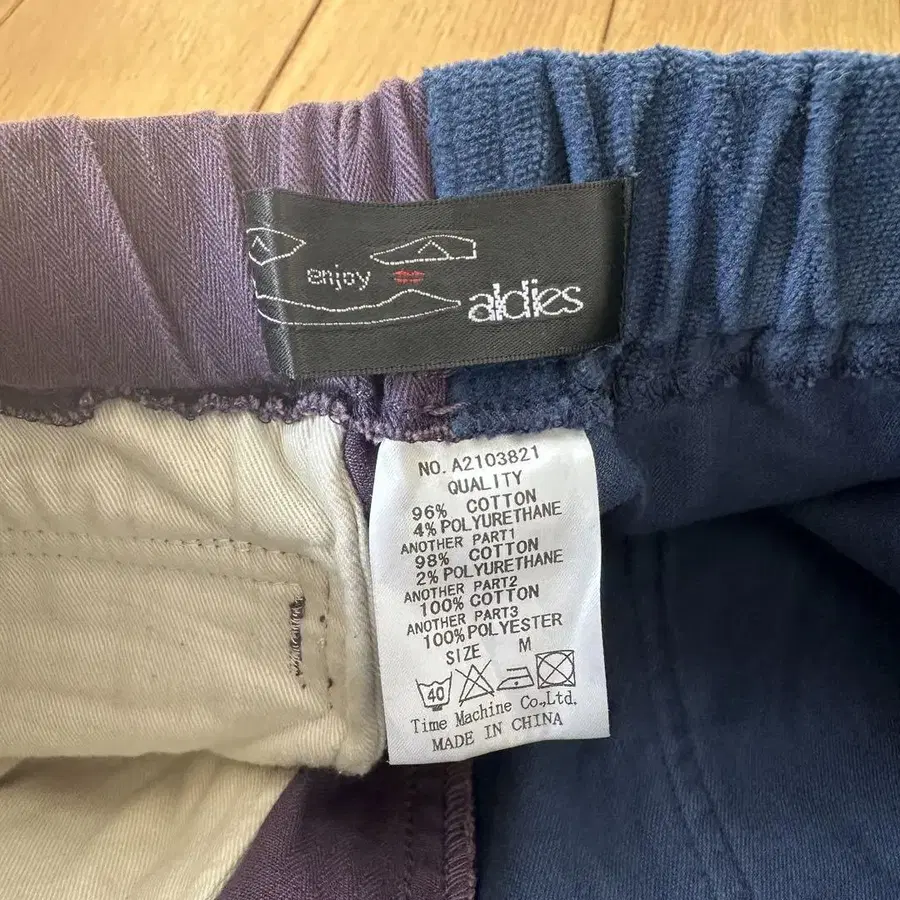 enjoy
aldies
NO. A2103821
QUALITY
96% COTTON
4% POLYURETHANE
ANOTHER PART1
98% COTTON
2% POLYURETHANE
ANOTHER PART2
100% COTTON
ANOTHER PART3
100% POLYESTER
SIZE M
40
Time Machine Co.,Ltd.
MADE IN CHINA